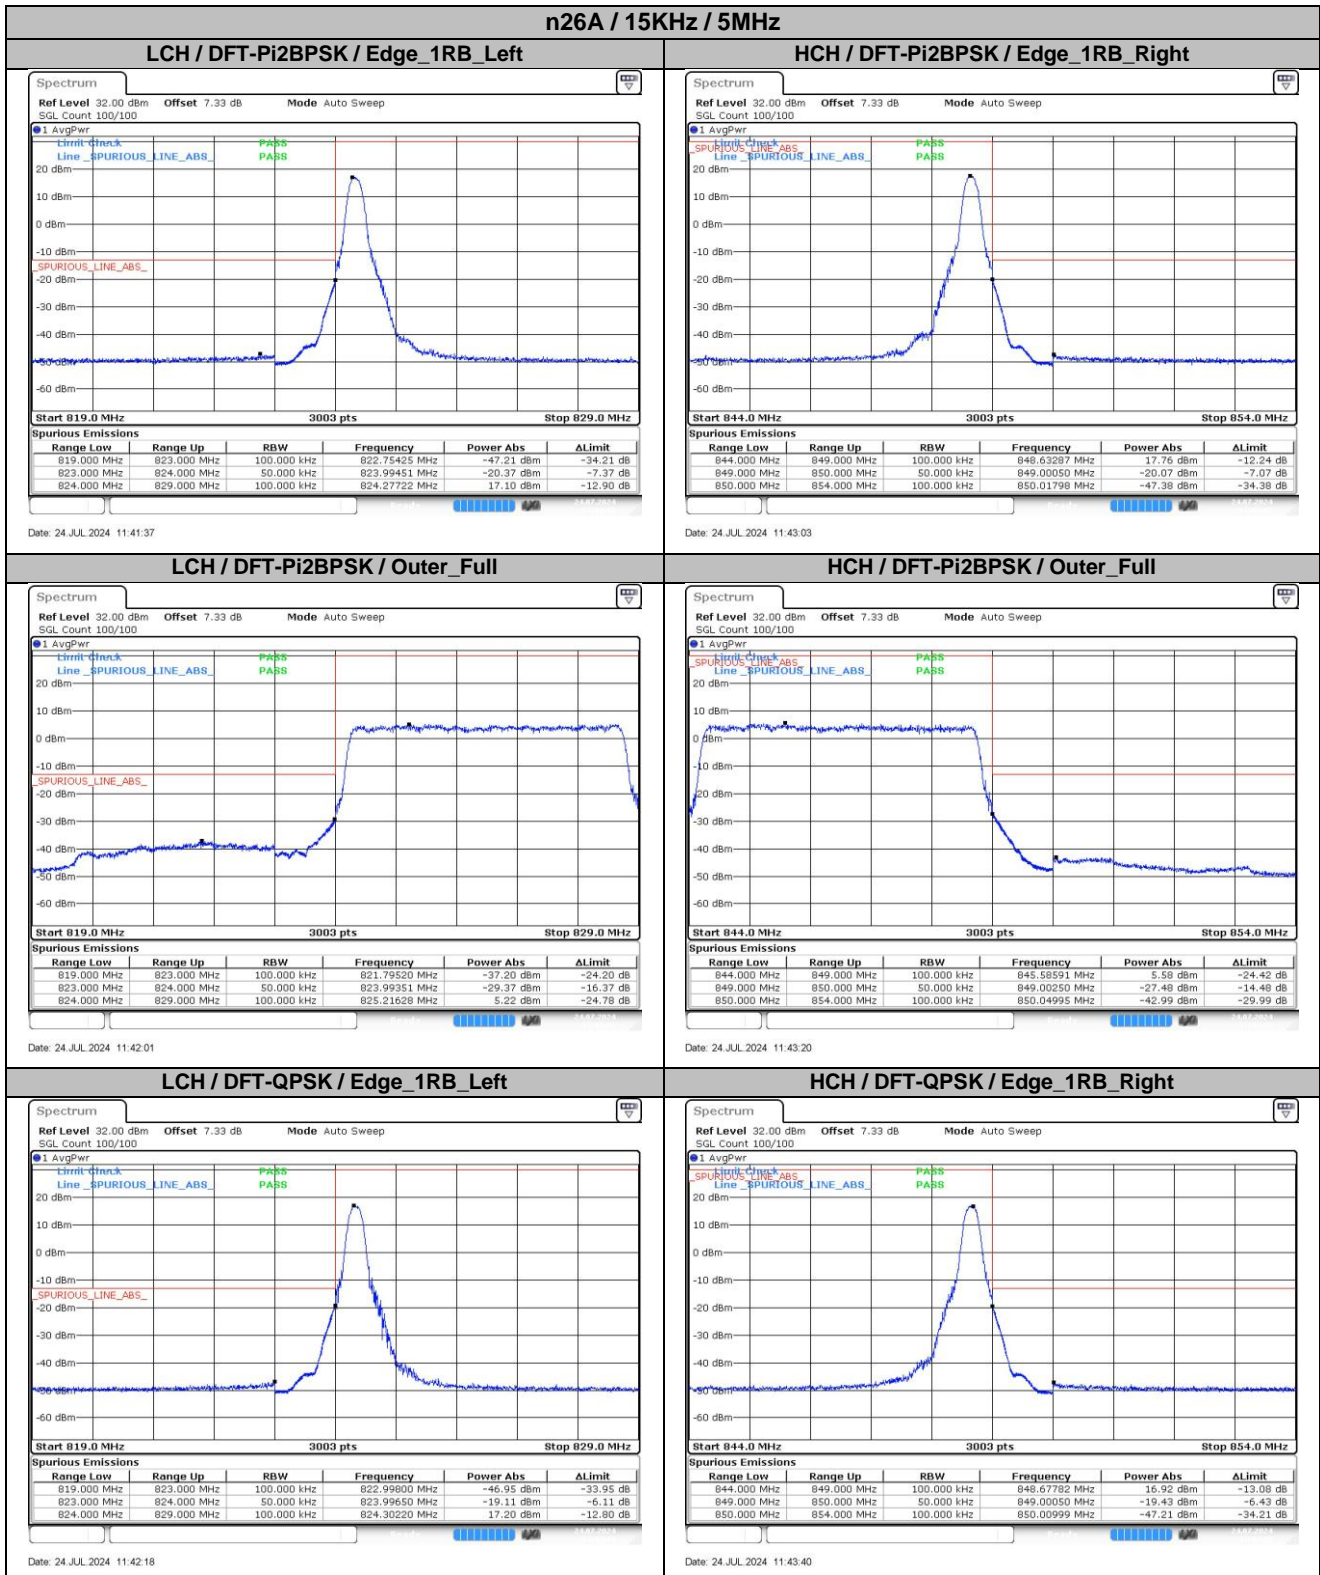 n26A / 15KHz / 5MHz
LCH / DFT-Pi2BPSK / Edge_1RB_Left
HCH / DFT-Pi2BPSK / Edge_1RB_Right
Spectrum
Ref Level 32.00 dBm Offset 7.33 dB Mode Auto Sweep
SGL Count 100/100
1 AvgPwr
Limit Check PASS
Line _SPURIOUS_LINE_ABS_ PASS
20 dBm
10 dBm
0 dBm
-10 dBm
_SPURIOUS_LINE_ABS_
-20 dBm
-30 dBm
-40 dBm
-50 dBm
-60 dBm
Start 819.0 MHz 3003 pts Stop 829.0 MHz
Spurious Emissions
Range Low Range Up RBW Frequency Power Abs ΔLimit
819.000 MHz 823.000 MHz 100.000 kHz 822.75425 MHz -47.21 dBm -34.21 dB
823.000 MHz 824.000 MHz 50.000 kHz 823.99451 MHz -20.37 dBm -7.37 dB
824.000 MHz 829.000 MHz 100.000 kHz 824.27722 MHz 17.10 dBm -12.90 dB
Date: 24.JUL.2024 11:41:37
Spectrum
Ref Level 32.00 dBm Offset 7.33 dB Mode Auto Sweep
SGL Count 100/100
1 AvgPwr
Limit Check PASS
_SPURIOUS_LINE_ABS_
Line _SPURIOUS_LINE_ABS_ PASS
20 dBm
10 dBm
0 dBm
-10 dBm
-20 dBm
-30 dBm
-40 dBm
-50 dBm
-60 dBm
Start 844.0 MHz 3003 pts Stop 854.0 MHz
Spurious Emissions
Range Low Range Up RBW Frequency Power Abs ΔLimit
844.000 MHz 849.000 MHz 100.000 kHz 848.63287 MHz 17.76 dBm -12.24 dB
849.000 MHz 850.000 MHz 50.000 kHz 849.00050 MHz -20.07 dBm -7.07 dB
850.000 MHz 854.000 MHz 100.000 kHz 850.01798 MHz -47.38 dBm -34.38 dB
Date: 24.JUL.2024 11:43:03
LCH / DFT-Pi2BPSK / Outer_Full
HCH / DFT-Pi2BPSK / Outer_Full
Spectrum
Ref Level 32.00 dBm Offset 7.33 dB Mode Auto Sweep
SGL Count 100/100
1 AvgPwr
Limit Check PASS
Line _SPURIOUS_LINE_ABS_ PASS
20 dBm
10 dBm
0 dBm
-10 dBm
_SPURIOUS_LINE_ABS_
-20 dBm
-30 dBm
-40 dBm
-50 dBm
-60 dBm
Start 819.0 MHz 3003 pts Stop 829.0 MHz
Spurious Emissions
Range Low Range Up RBW Frequency Power Abs ΔLimit
819.000 MHz 823.000 MHz 100.000 kHz 821.79520 MHz -37.20 dBm -24.20 dB
823.000 MHz 824.000 MHz 50.000 kHz 823.99351 MHz -29.37 dBm -16.37 dB
824.000 MHz 829.000 MHz 100.000 kHz 825.21628 MHz 5.22 dBm -24.78 dB
Date: 24.JUL.2024 11:42:01
Spectrum
Ref Level 32.00 dBm Offset 7.33 dB Mode Auto Sweep
SGL Count 100/100
1 AvgPwr
Limit Check PASS
_SPURIOUS_LINE_ABS_
Line _SPURIOUS_LINE_ABS_ PASS
20 dBm
10 dBm
0 dBm
-10 dBm
-20 dBm
-30 dBm
-40 dBm
-50 dBm
-60 dBm
Start 844.0 MHz 3003 pts Stop 854.0 MHz
Spurious Emissions
Range Low Range Up RBW Frequency Power Abs ΔLimit
844.000 MHz 849.000 MHz 100.000 kHz 845.58591 MHz 5.58 dBm -24.42 dB
849.000 MHz 850.000 MHz 50.000 kHz 849.00250 MHz -27.48 dBm -14.48 dB
850.000 MHz 854.000 MHz 100.000 kHz 850.04995 MHz -42.99 dBm -29.99 dB
Date: 24.JUL.2024 11:43:20
LCH / DFT-QPSK / Edge_1RB_Left
HCH / DFT-QPSK / Edge_1RB_Right
Spectrum
Ref Level 32.00 dBm Offset 7.33 dB Mode Auto Sweep
SGL Count 100/100
1 AvgPwr
Limit Check PASS
Line _SPURIOUS_LINE_ABS_ PASS
20 dBm
10 dBm
0 dBm
-10 dBm
_SPURIOUS_LINE_ABS_
-20 dBm
-30 dBm
-40 dBm
-50 dBm
-60 dBm
Start 819.0 MHz 3003 pts Stop 829.0 MHz
Spurious Emissions
Range Low Range Up RBW Frequency Power Abs ΔLimit
819.000 MHz 823.000 MHz 100.000 kHz 822.99800 MHz -46.95 dBm -33.95 dB
823.000 MHz 824.000 MHz 50.000 kHz 823.99650 MHz -19.11 dBm -6.11 dB
824.000 MHz 829.000 MHz 100.000 kHz 824.30220 MHz 17.20 dBm -12.80 dB
Date: 24.JUL.2024 11:42:18
Spectrum
Ref Level 32.00 dBm Offset 7.33 dB Mode Auto Sweep
SGL Count 100/100
1 AvgPwr
Limit Check PASS
_SPURIOUS_LINE_ABS_
Line _SPURIOUS_LINE_ABS_ PASS
20 dBm
10 dBm
0 dBm
-10 dBm
-20 dBm
-30 dBm
-40 dBm
-50 dBm
-60 dBm
Start 844.0 MHz 3003 pts Stop 854.0 MHz
Spurious Emissions
Range Low Range Up RBW Frequency Power Abs ΔLimit
844.000 MHz 849.000 MHz 100.000 kHz 848.67782 MHz 16.92 dBm -13.08 dB
849.000 MHz 850.000 MHz 50.000 kHz 849.00050 MHz -19.43 dBm -6.43 dB
850.000 MHz 854.000 MHz 100.000 kHz 850.00999 MHz -47.21 dBm -34.21 dB
Date: 24.JUL.2024 11:43:40